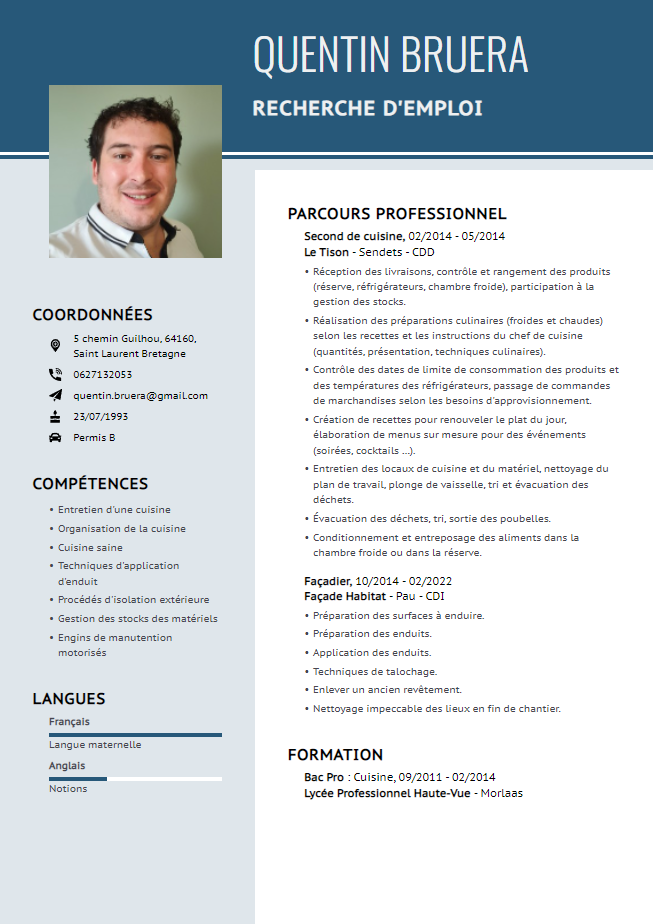 QUENTIN BRUERA
RECHERCHE D'EMPLOI
COORDONNÉES
5 chemin Guilhou, 64160,
Saint Laurent Bretagne
0627132053
quentin.bruera@gmail.com
23/07/1993
Permis B
COMPÉTENCES
• Entretien d'une cuisine
• Organisation de la cuisine
• Cuisine saine
• Techniques d'application
d'enduit
• Procédés d'isolation extérieure
• Gestion des stocks des matériels
• Engins de manutention
motorisés
LANGUES
Français
Langue maternelle
Anglais
Notions
PARCOURS PROFESSIONNEL
Second de cuisine, 02/2014 - 05/2014
Le Tison - Sendets - CDD
• Réception des livraisons, contrôle et rangement des produits
(réserve, réfrigérateurs, chambre froide), participation à la
gestion des stocks.
• Réalisation des préparations culinaires (froides et chaudes)
selon les recettes et les instructions du chef de cuisine
(quantités, présentation, techniques culinaires).
• Contrôle des dates de limite de consommation des produits et
des températures des réfrigérateurs, passage de commandes
de marchandises selon les besoins d'approvisionnement.
• Création de recettes pour renouveler le plat du jour,
élaboration de menus sur mesure pour des événements
(soirées, cocktails ...).
• Entretien des locaux de cuisine et du matériel, nettoyage du
plan de travail, plonge de vaisselle, tri et évacuation des
déchets.
• Évacuation des déchets, tri, sortie des poubelles.
• Conditionnement et entreposage des aliments dans la
chambre froide ou dans la réserve.
Façadier, 10/2014 - 02/2022
Façade Habitat - Pau - CDI
• Préparation des surfaces à enduire.
• Préparation des enduits.
• Application des enduits.
• Techniques de talochage.
• Enlever un ancien revêtement.
• Nettoyage impeccable des lieux en fin de chantier.
FORMATION
Bac Pro : Cuisine, 09/2011 - 02/2014
Lycée Professionnel Haute-Vue - Morlaas